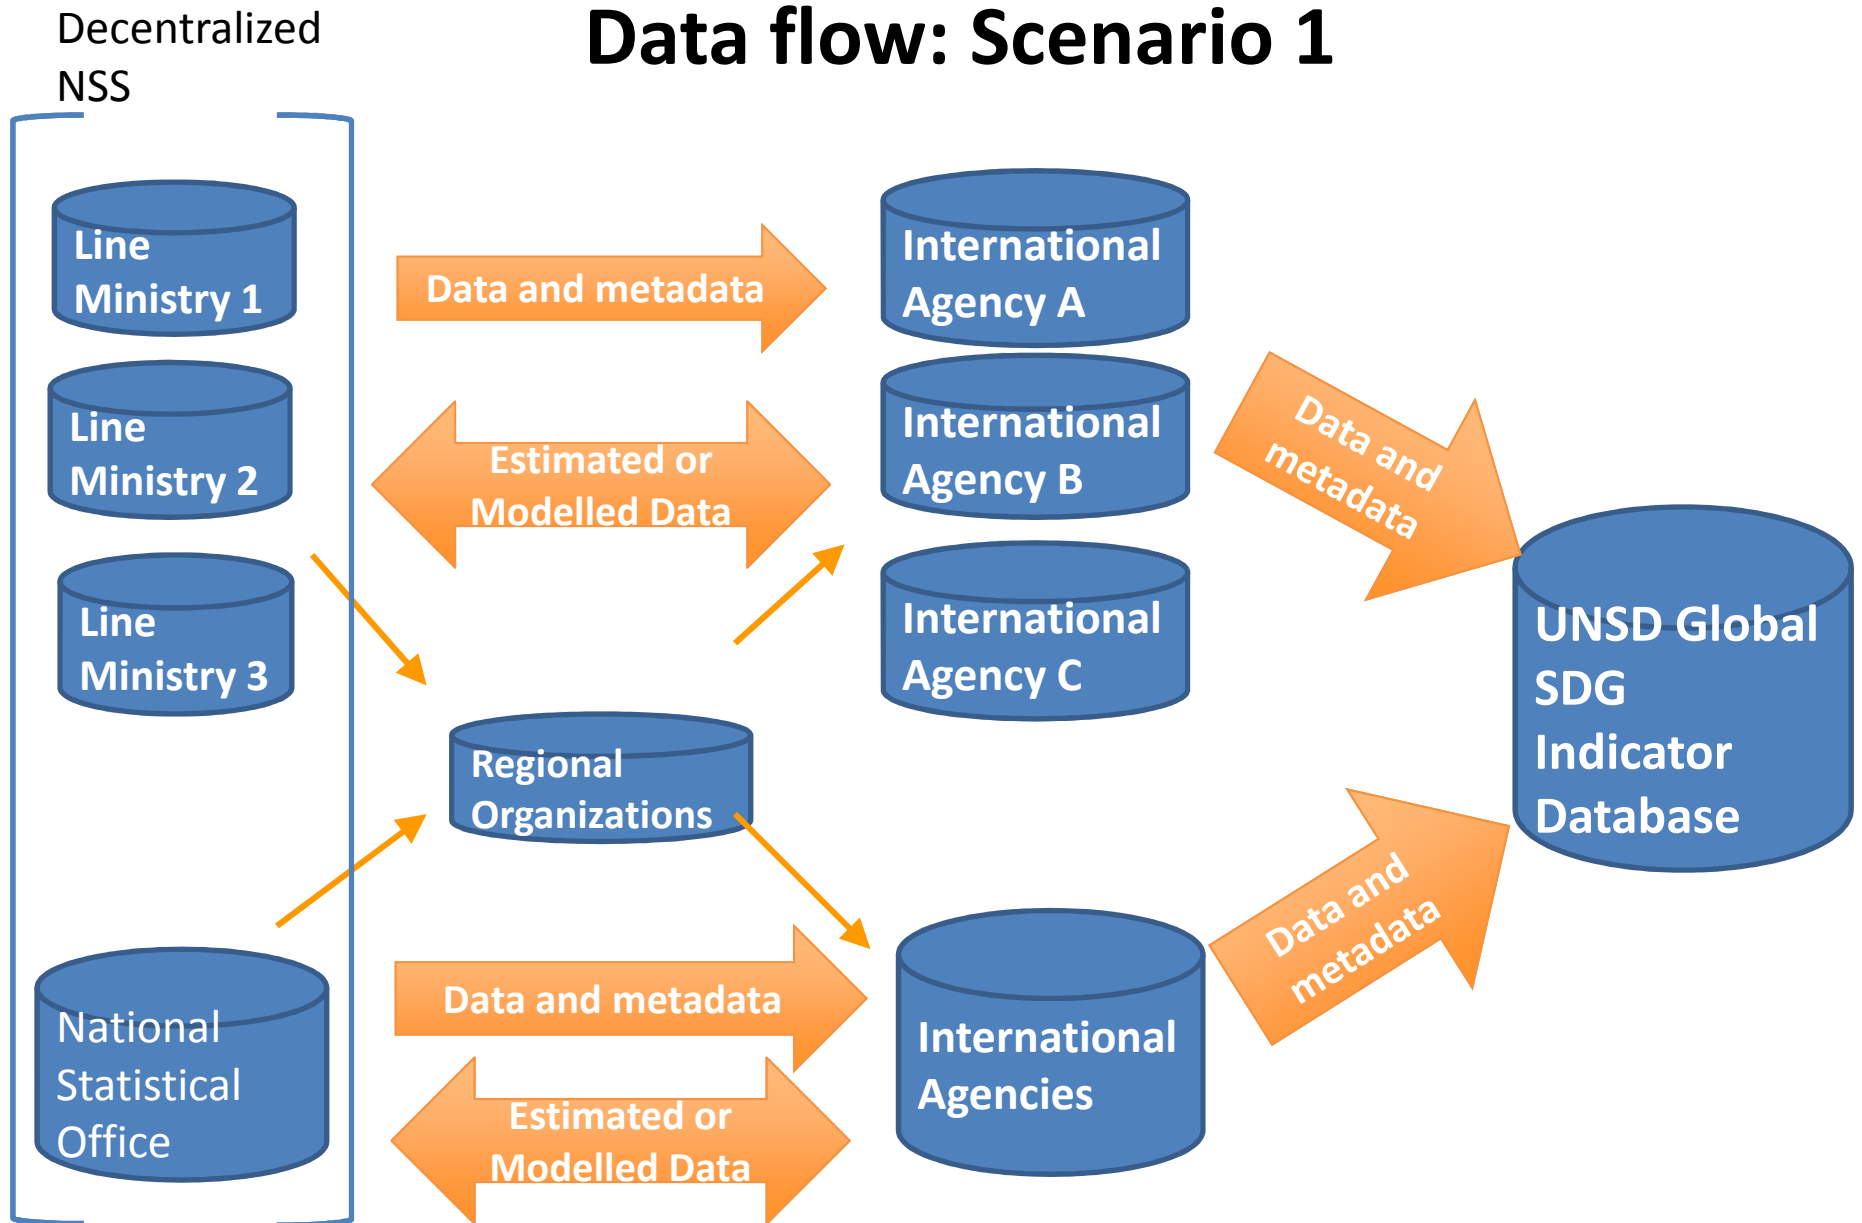 Decentralized
NSS
Data flow: Scenario 1
Line
Ministry 1
Line
Ministry 2
Line
Ministry 3
National
Statistical
Office
Data and metadata
Estimated or
Modelled Data
Regional
Organizations
Data and metadata
Estimated or
Modelled Data
International
Agency A
International
Agency B
International
Agency C
International
Agencies
Data and
metadata
Data and
metadata
UNSD Global
SDG
Indicator
Database